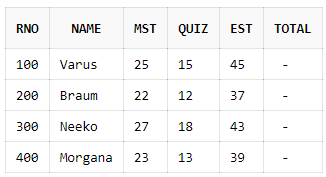 RNO NAME MST QUIZ EST TOTAL
100 Varus 25 15 45 -
200 Braum 22 12 37 -
300 Neeko 27 18 43 -
400 Morgana 23 13 39 -